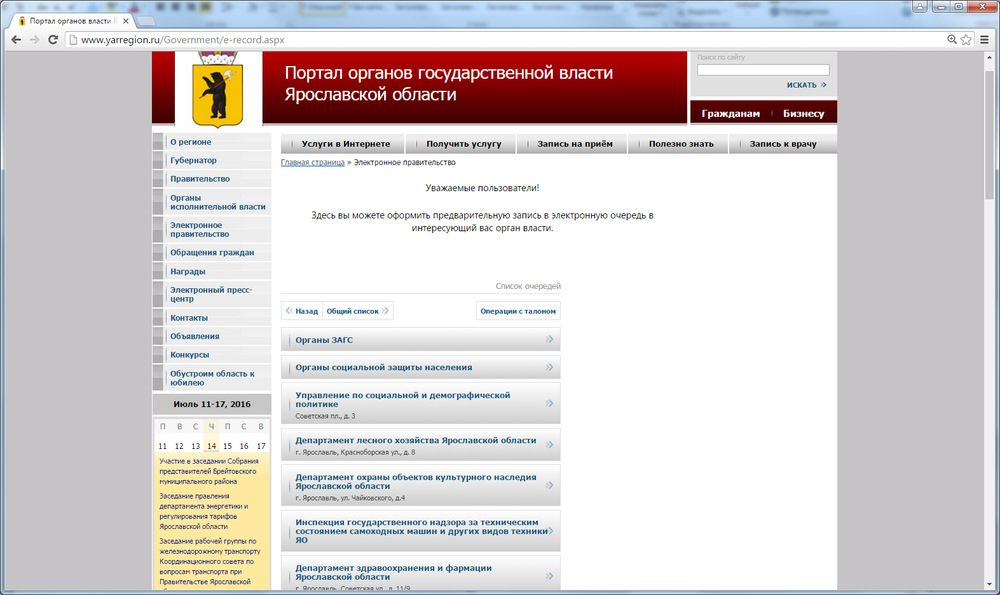 Портал органов власти Я
www.yarregion.ru/Government/e-record.aspx
Портал органов государственной власти
Ярославской области
Поиск по сайту
ИСКАТЬ
Гражданам
Бизнесу
О регионе
Губернатор
Правительство
Органы
исполнительной власти
Электронное
правительство
Обращения граждан
Награды
Электронный пресс-
центр
Контакты
Объявления
Конкурсы
Обустроим область к
юбилею
Июль 11-17, 2016
П В С Ч П С В
11 12 13 14 15 16 17
Участие в заседании Собрания
представителей Брейтовского
муниципального района
Заседание правления
департамента энергетики и
регулирования тарифов
Ярославской области
Заседание рабочей группы по
железнодорожному транспорту
Координационного совета по
вопросам транспорта при
Правительстве Ярославской
Услуги в Интернете
Получить услугу
Запись на приём
Полезно знать
Запись к врачу
Главная страница » Электронное правительство
Уважаемые пользователи!
Здесь вы можете оформить предварительную запись в электронную очередь в
интересующий вас орган власти.
Список очередей
Назад
Общий список
Операции с талоном
Органы ЗАГС
Органы социальной защиты населения
Управление по социальной и демографической
политике
Советская пл., д. 3
Департамент лесного хозяйства Ярославской области
г. Ярославль, Красноборская ул., д. 8
Департамент охраны объектов культурного наследия
Ярославской области
г. Ярославль, ул. Чайковского, д.4
Инспекция государственного надзора за техническим
состоянием самоходных машин и других видов техники
ЯО
Департамент здравоохранения и фармации
Ярославской области
г. Ярославль, Советская ул., д. 11/9